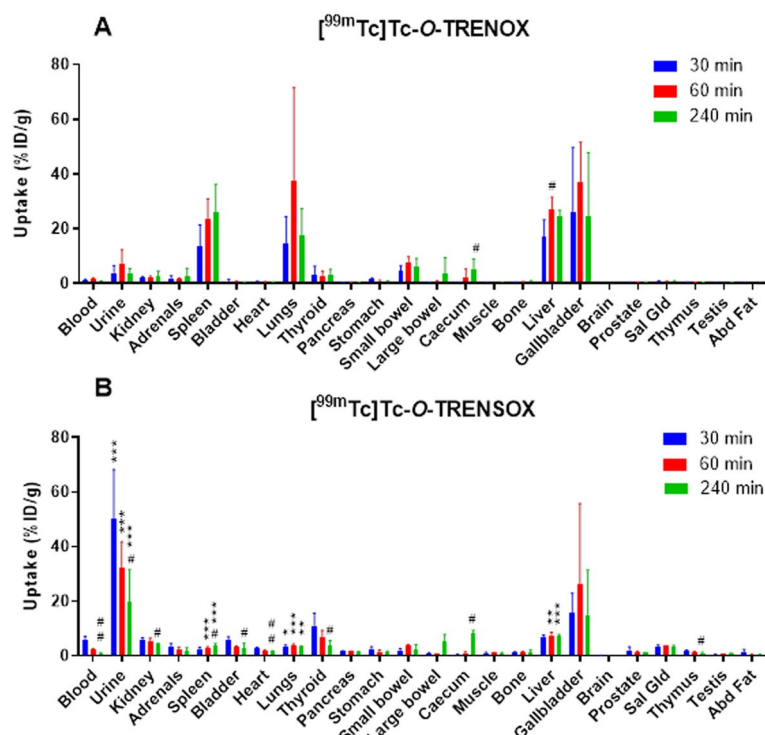 A
[⁹⁹ᵐTc]Tc-O-TRENOX
Uptake (% ID/g)
80
60
40
20
0
30 min
60 min
240 min
#
#
Blood
Urine
Kidney
Adrenals
Spleen
Bladder
Heart
Lungs
Thyroid
Pancreas
Stomach
Small bowel
Large bowel
Caecum
Muscle
Bone
Liver
Gallbladder
Brain
Prostate
Sal Gld
Thymus
Testis
Abd Fat
B
[⁹⁹ᵐTc]Tc-O-TRENSOX
Uptake (% ID/g)
80
60
40
20
0
30 min
60 min
240 min
# #
***
***
*** #
#
***
*** #
#
# #
*
***
**
#
#
**
***
#
Blood
Urine
Kidney
Adrenals
Spleen
Bladder
Heart
Lungs
Thyroid
Pancreas
Stomach
Small bowel
Large bowel
Caecum
Muscle
Bone
Liver
Gallbladder
Brain
Prostate
Sal Gld
Thymus
Testis
Abd Fat